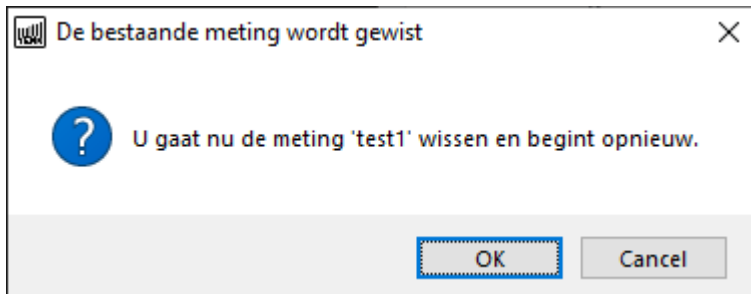 De bestaande meting wordt gewist
U gaat nu de meting 'test1' wissen en begint opnieuw.
OK
Cancel